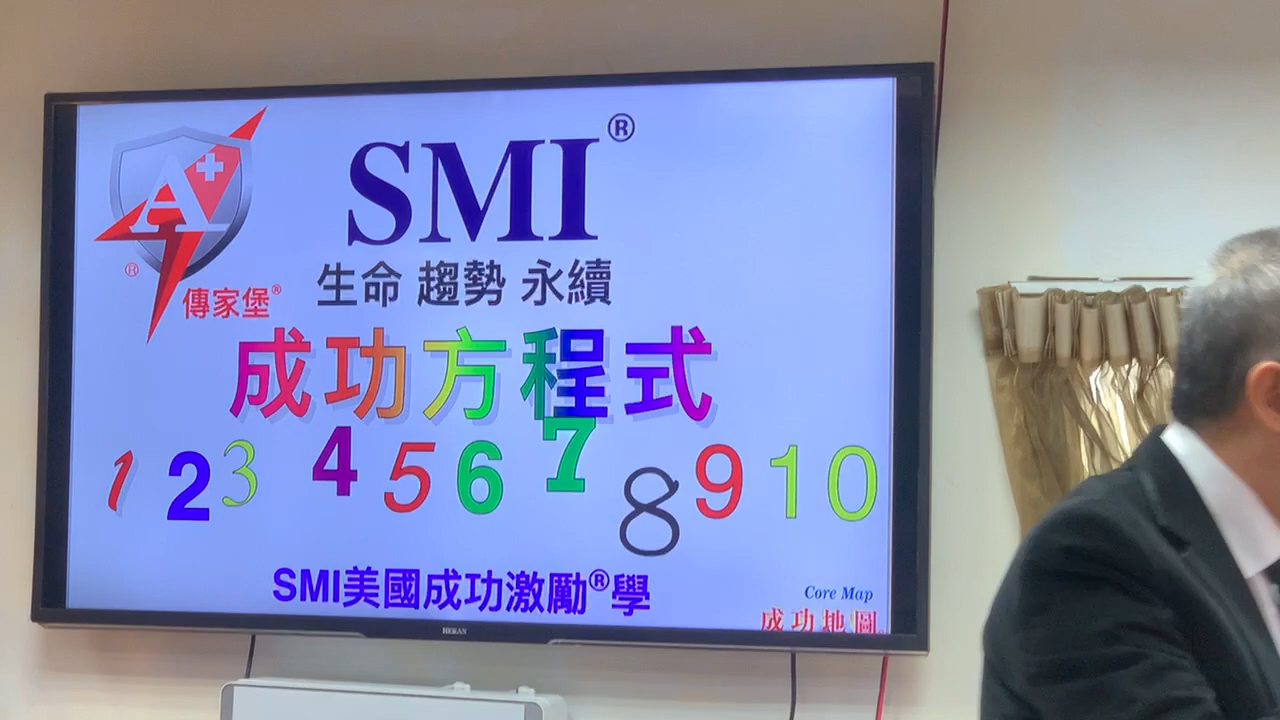 SMI®
A+
®
傳家堡®
生命 趨勢 永續
成功方程式
1 2 3 4 5 6 7 8 9 10
SMI美國成功激勵®學
Core Map
成功地圖
HERAN